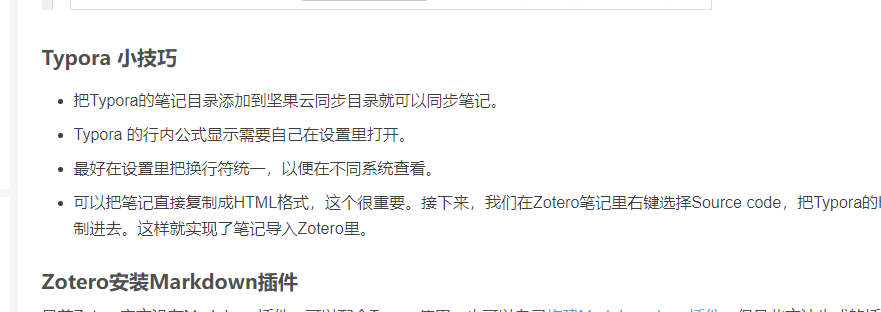 Typora 小技巧
把Typora的笔记目录添加到坚果云同步目录就可以同步笔记。
Typora 的行内公式显示需要自己在设置里打开。
最好在设置里把换行符统一，以便在不同系统查看。
可以把笔记直接复制成HTML格式，这个很重要。接下来，我们在Zotero笔记里右键选择Source code，把Typora的
制进去。这样就实现了笔记导入Zotero里。
Zotero安装Markdown插件